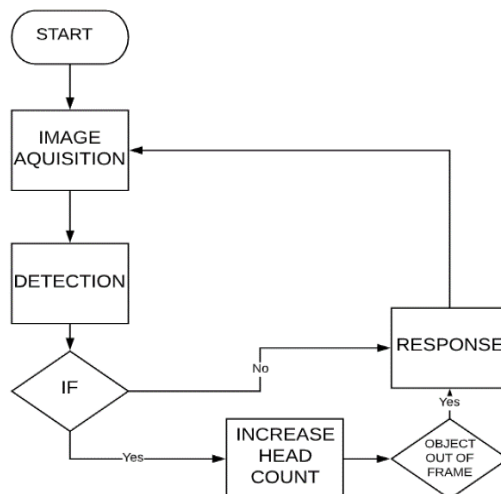 START
IMAGE
AQUISITION
DETECTION
IF
No
Yes
INCREASE
HEAD
COUNT
RESPONSE
Yes
OBJECT
OUT OF
FRAME